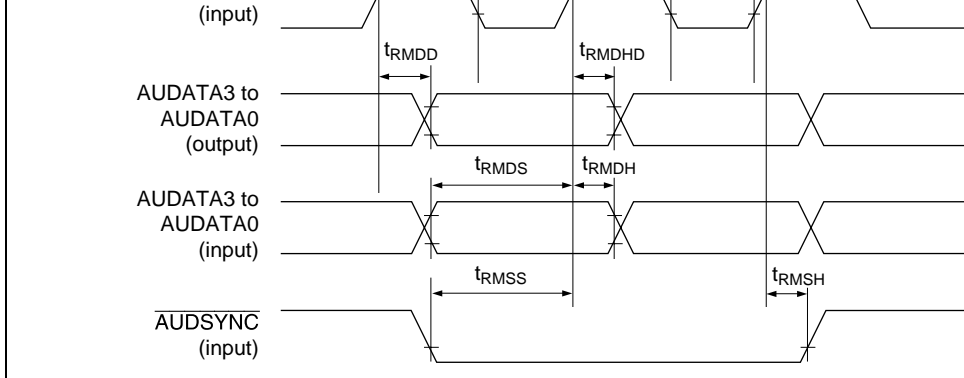 (input)
tRMDD
tRMDHD
AUDATA3 to
AUDATA0
(output)
tRMDS
tRMDH
AUDATA3 to
AUDATA0
(input)
tRMSS
tRMSH
AUDSYNC
(input)